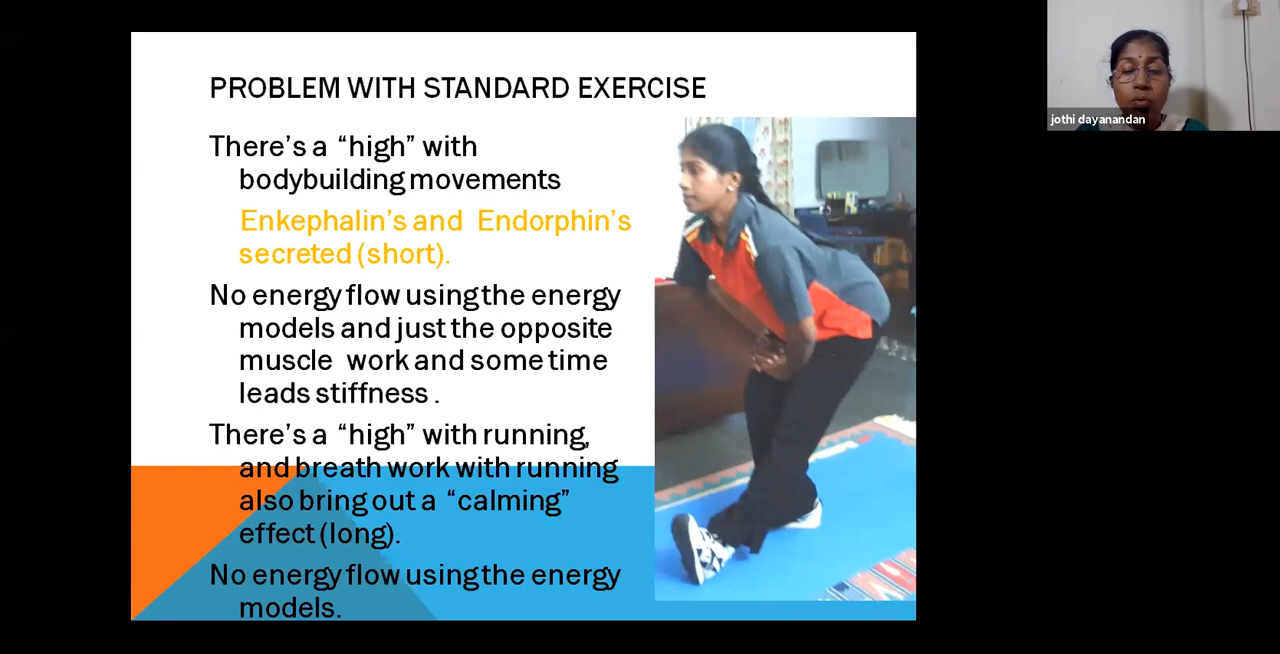 PROBLEM WITH STANDARD EXERCISE
There's a “high” with
bodybuilding movements
Enkephalin's and Endorphin's
secreted (short).
No energy flow using the energy
models and just the opposite
muscle work and some time
leads stiffness .
There's a “high” with running,
and breath work with running
also bring out a “calming”
effect (long).
No energy flow using the energy
models.
jothi dayanandan